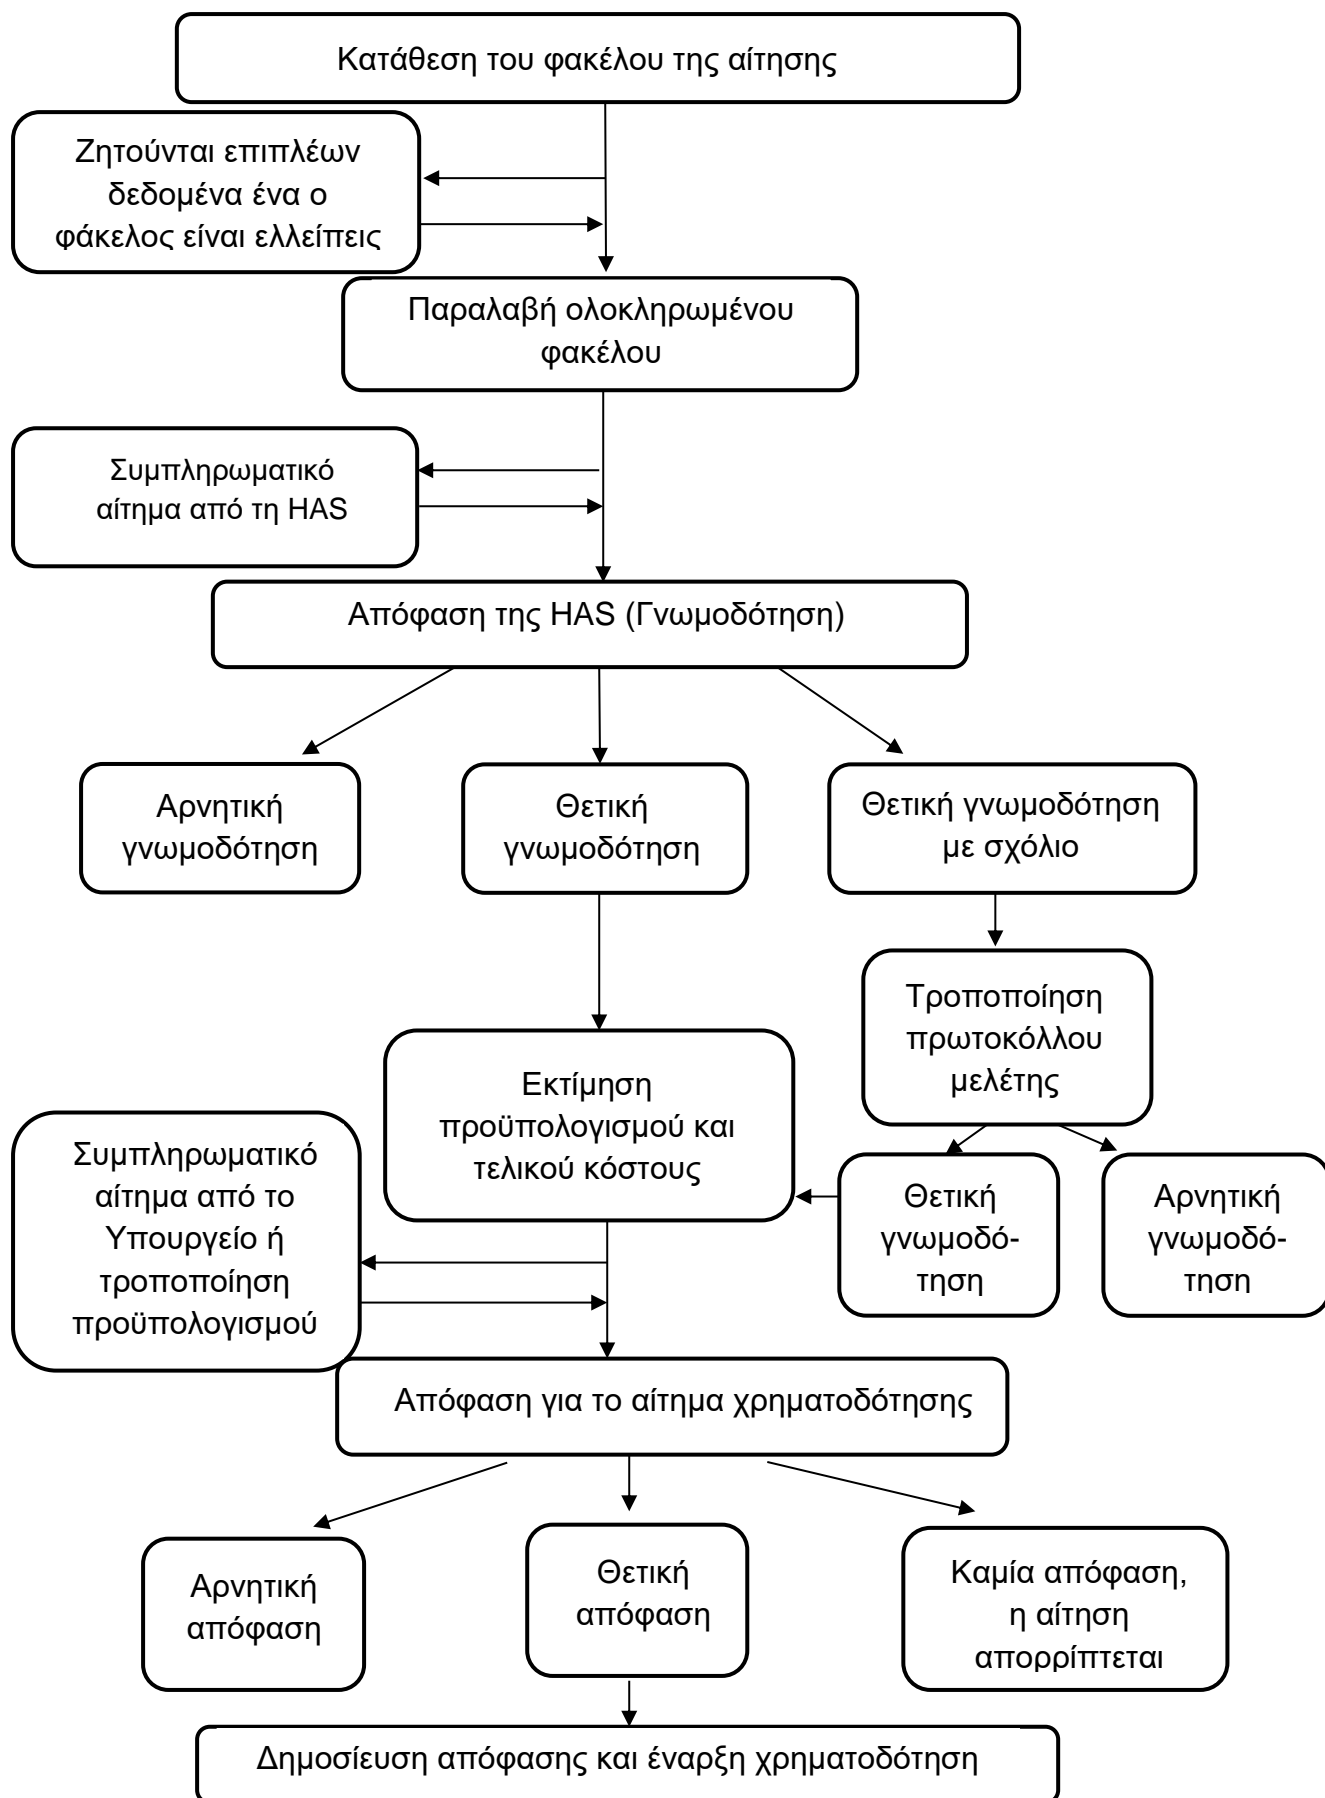 Κατάθεση του φακέλου της αίτησης
Ζητούνται επιπλέων
δεδομένα ένα ο
φάκελος είναι ελλείπεις
Παραλαβή ολοκληρωμένου
φακέλου
Συμπληρωματικό
αίτημα από τη HAS
Απόφαση της HAS (Γνωμοδότηση)
Αρνητική
γνωμοδότηση
Θετική
γνωμοδότηση
Θετική γνωμοδότηση
με σχόλιο
Τροποποίηση
πρωτοκόλλου
μελέτης
Εκτίμηση
προϋπολογισμού και
τελικού κόστους
Συμπληρωματικό
αίτημα από το
Υπουργείο ή
τροποποίηση
προϋπολογισμού
Θετική
γνωμοδό-
τηση
Αρνητική
γνωμοδό-
τηση
Απόφαση για το αίτημα χρηματοδότησης
Αρνητική
απόφαση
Θετική
απόφαση
Καμία απόφαση,
η αίτηση
απορρίπτεται
Δημοσίευση απόφασης και έναρξη χρηματοδότηση